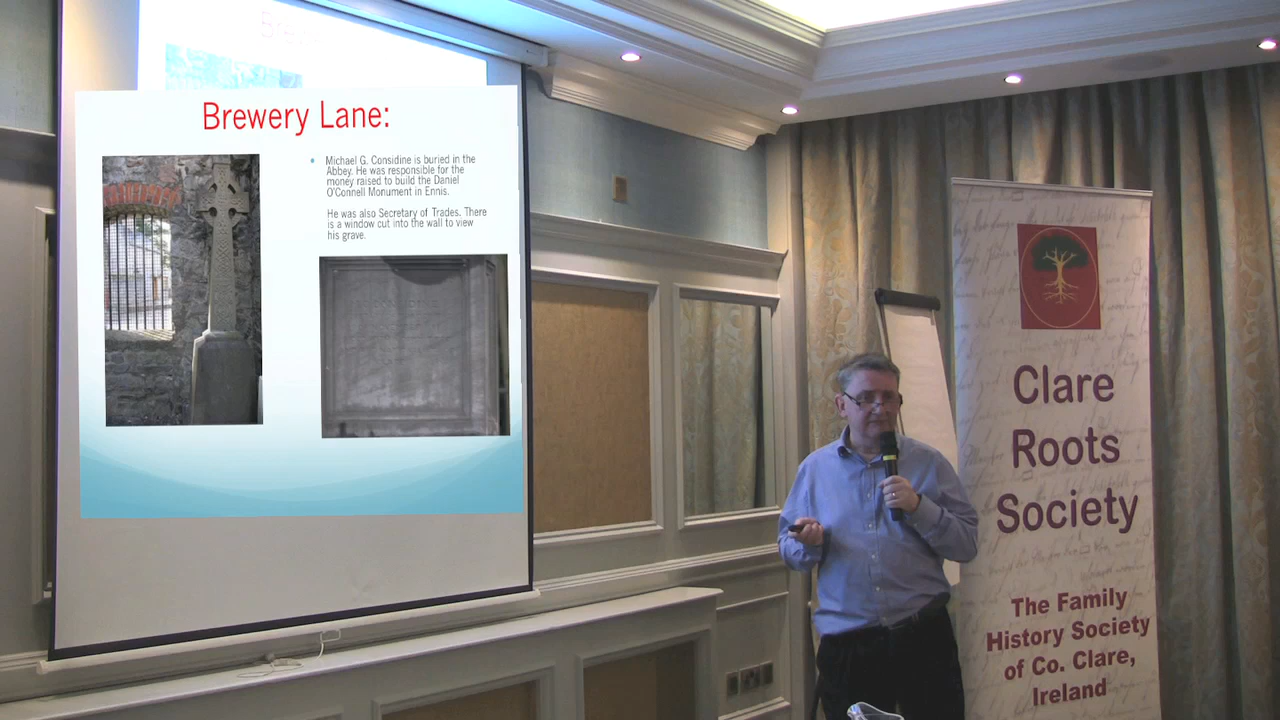 Brewery Lane:
• Michael G. Considine is buried in the
Abbey. He was responsible for the
money raised to build the Daniel
O'Connell Monument in Ennis.
He was also Secretary of Trades. There
is a window cut into the wall to view
his grave.
Clare
Roots
Society
The Family
History Society
of Co. Clare,
Ireland